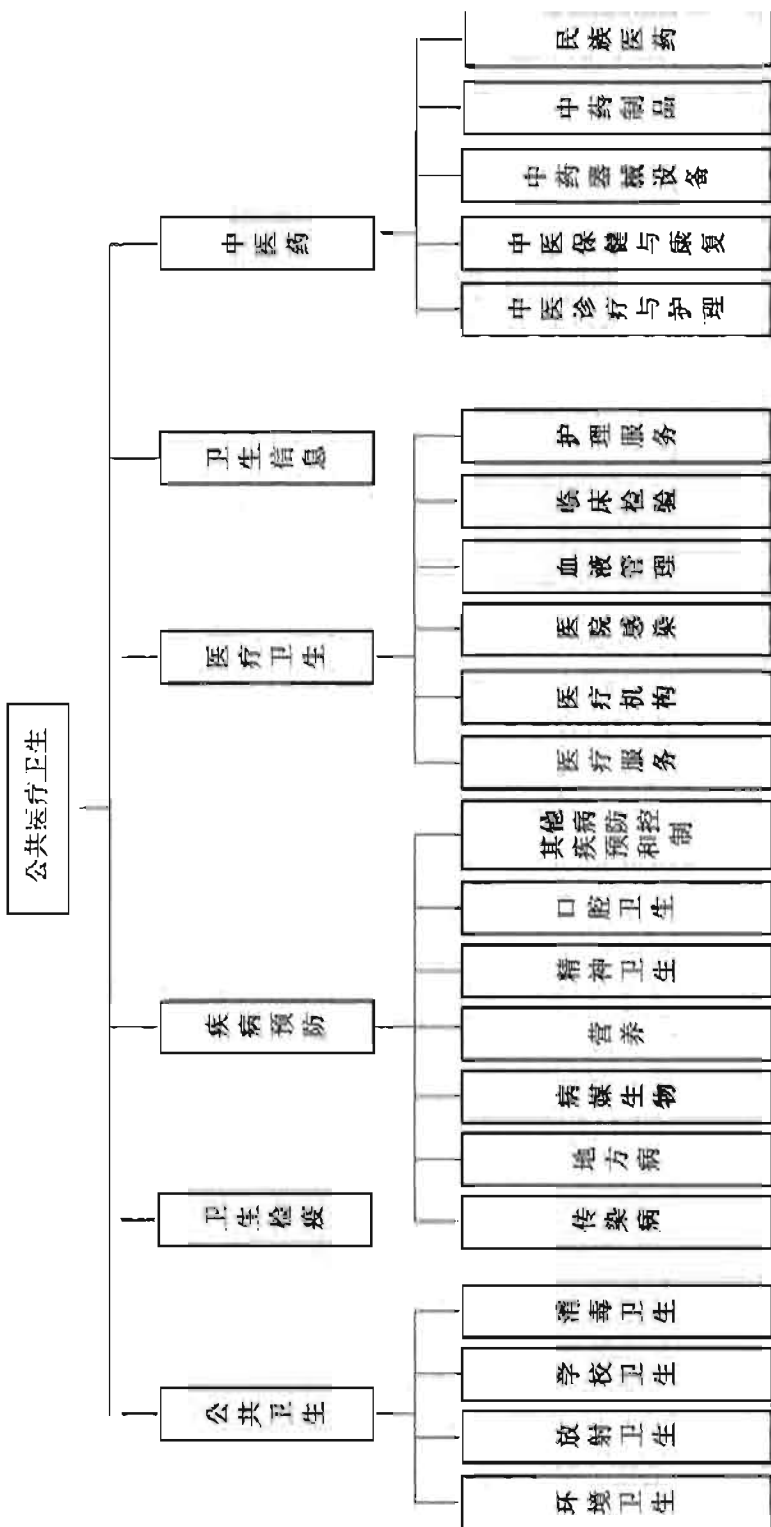 公共医疗卫生
公共卫生
卫生检疫
疾病预防
医疗卫生
卫生信息
中医药
环境卫生
放射卫生
学校卫生
消毒卫生
传染病
地方病
病媒生物
营养
精神卫生
口腔卫生
其他
疾病
预防
和控
制
医疗服务
医疗机构
医院感染
血液管理
临床检验
护理服务
中医诊疗与护理
中医保健与康复
中药器械设备
中药制品
民族医药